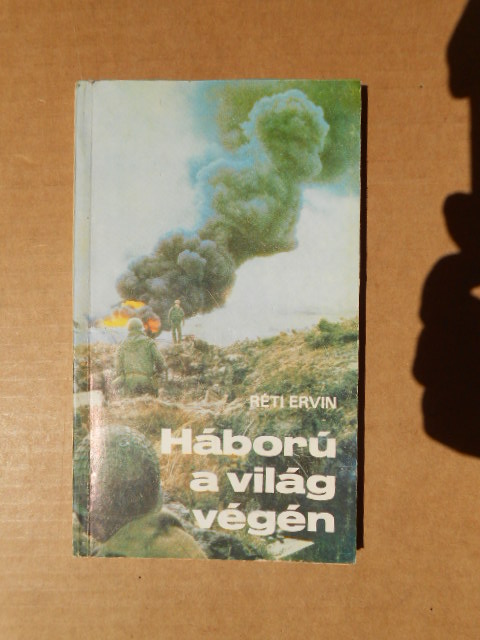 RÉTI ERVIN
Háború
a világ
végén